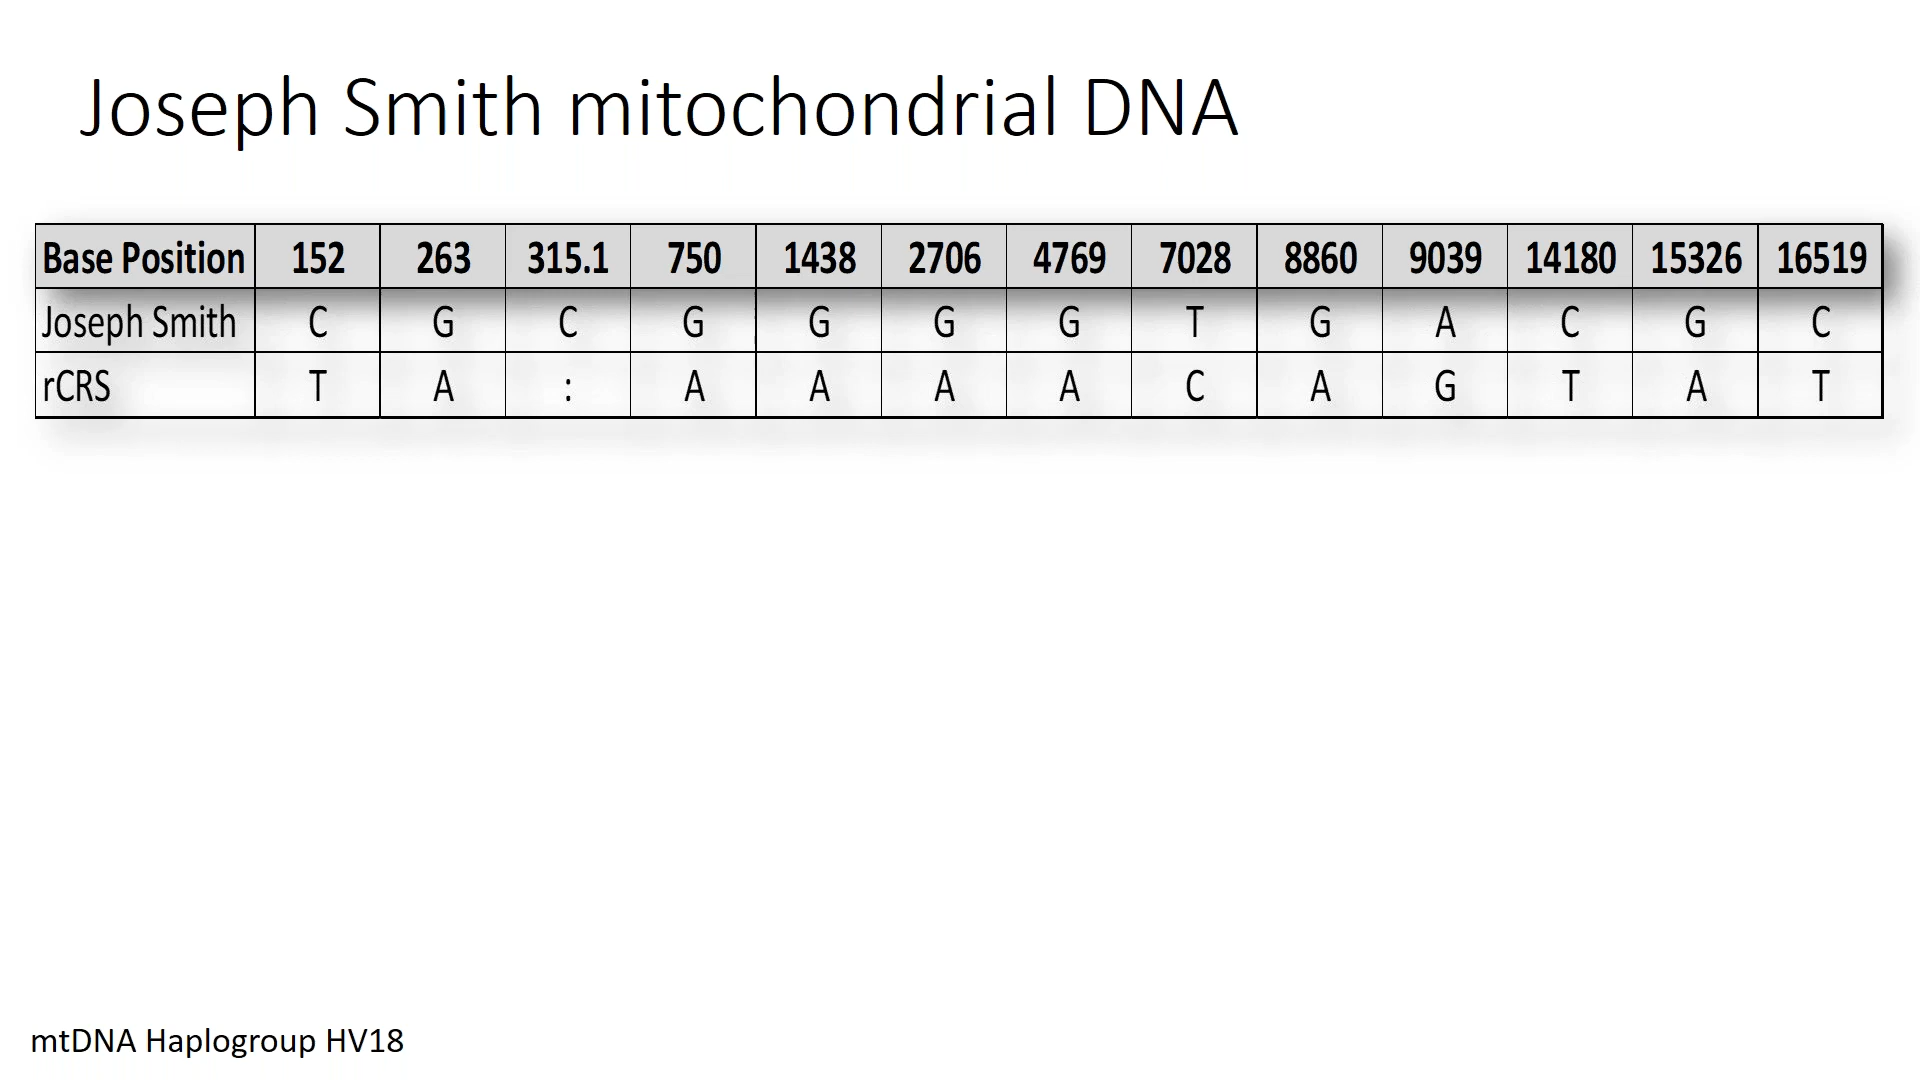 Joseph Smith mitochondrial DNA
Base Position 152 263 315.1 750 1438 2706 4769 7028 8860 9039 14180 15326 16519
Joseph Smith C G C G G G G T G A C G C
rCRS T A : A A A A C A G T A T
mtDNA Haplogroup HV18